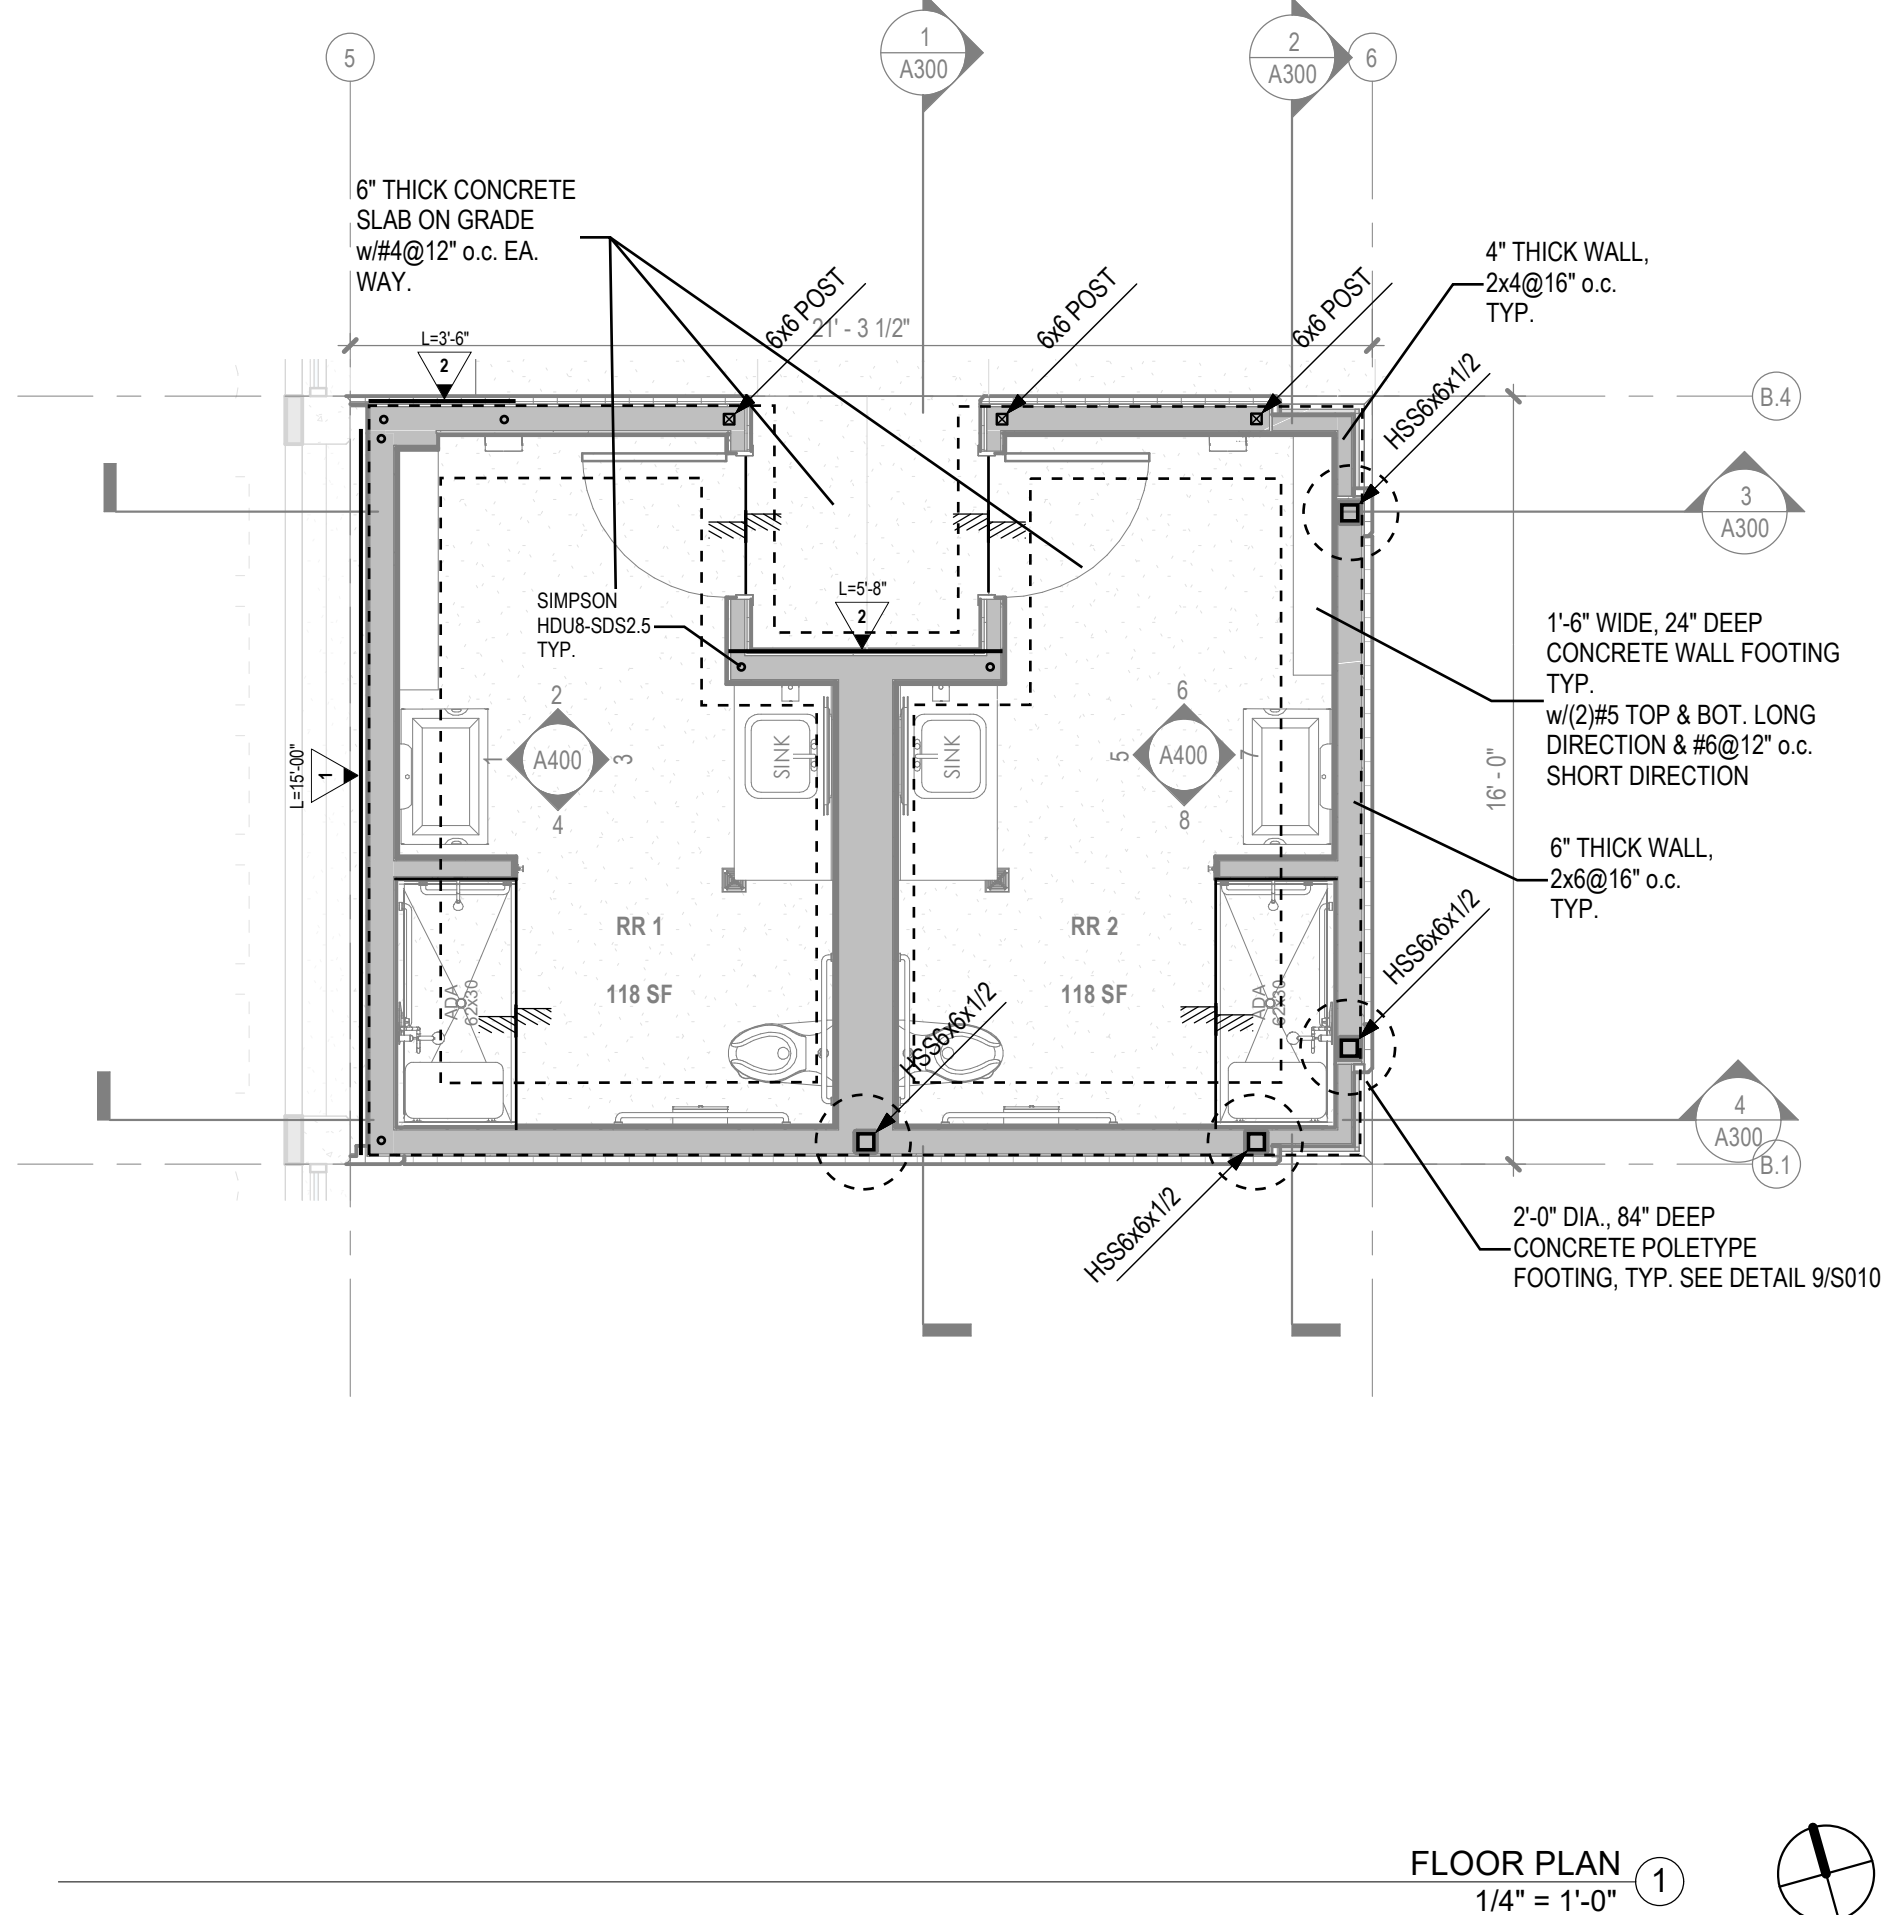 1
A300
2
A300
5
6
6" THICK CONCRETE
SLAB ON GRADE
w/#4@12" o.c. EA.
WAY.
4" THICK WALL,
2x4@16" o.c.
TYP.
6x6 POST
6x6 POST
6x6 POST
21' - 3 1/2"
L=3'-6"
2
HSS6x6x1/2
B.4
3
A300
SIMPSON
HDU8-SDS2.5
TYP.
L=5'-8"
2
1'-6" WIDE, 24" DEEP
CONCRETE WALL FOOTING
TYP.
w/(2)#5 TOP & BOT. LONG
DIRECTION & #6@12" o.c.
SHORT DIRECTION
L=15'-00"
1
2
1
A400
3
4
SINK
SINK
6
5
A400
7
8
16' - 0"
6" THICK WALL,
2x6@16" o.c.
TYP.
HSS6x6x1/2
RR 1
118 SF
RR 2
118 SF
ADA
62x30
ADA
62x30
HSS6x6x1/2
4
A300
B.1
HSS6x6x1/2
2'-0" DIA., 84" DEEP
CONCRETE POLETYPE
FOOTING, TYP. SEE DETAIL 9/S010
FLOOR PLAN
1
1/4" = 1'-0"